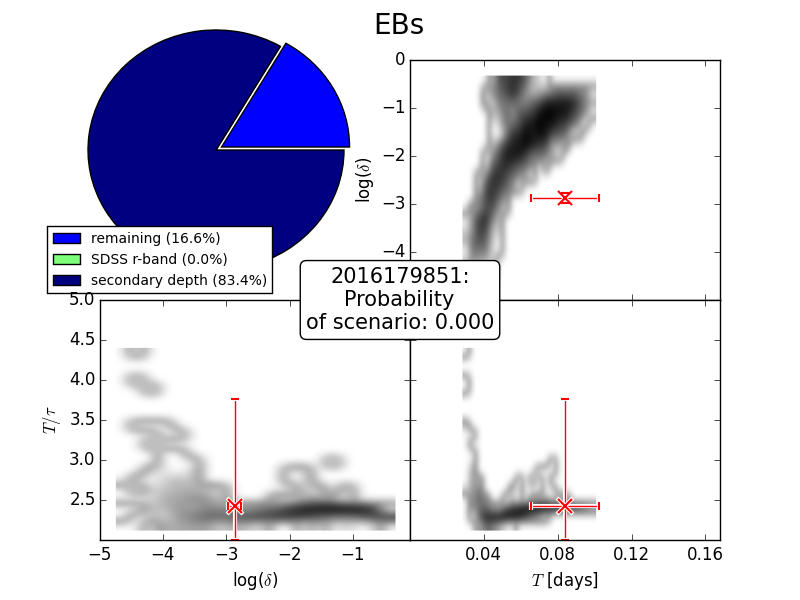 EBs
remaining (16.6%)
SDSS r-band (0.0%)
secondary depth (83.4%)
0
−1
−2
−3
−4
log(δ)
2016179851:
Probability
of scenario: 0.000
5.0
4.5
4.0
3.5
3.0
2.5
T/τ
−5
−4
−3
−2
−1
log(δ)
0.04
0.08
0.12
0.16
T [days]